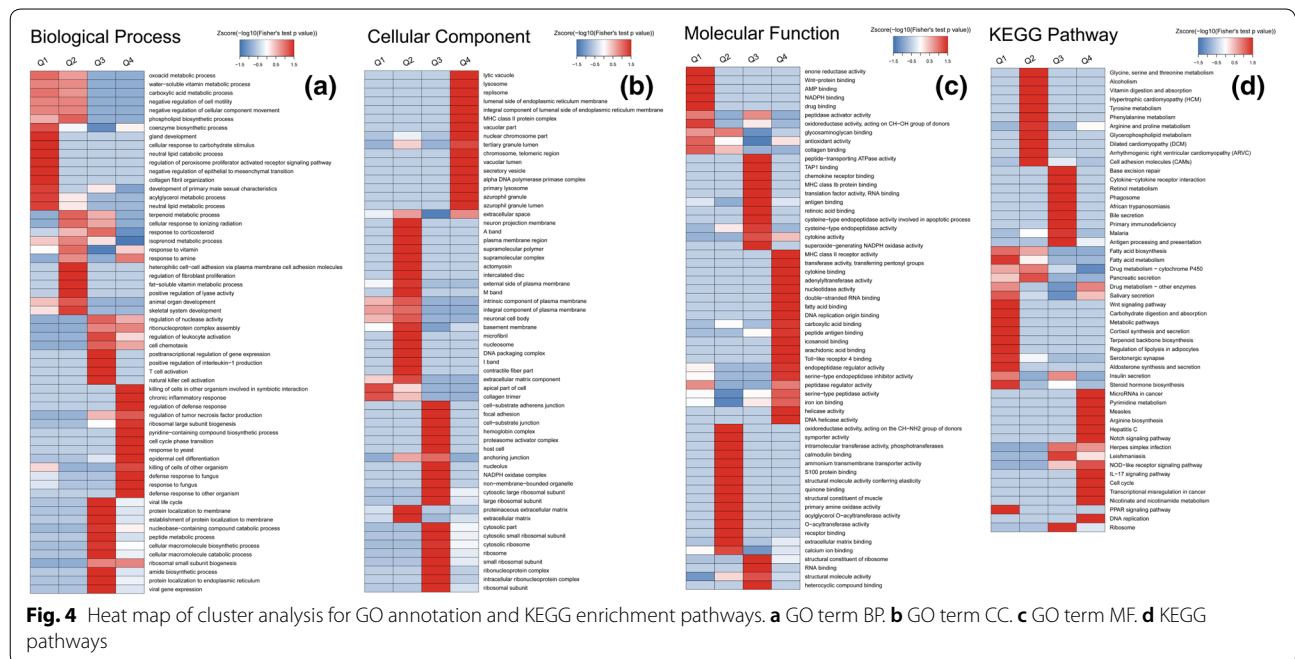 Biological Process
Zscore(−log10(Fisher's test p value))
−1.5 −0.5 0.5 1.5
(a)
Q1 Q2 Q3 Q4
oxoacid metabolic process
water−soluble vitamin metabolic process
carboxylic acid metabolic process
negative regulation of cell motility
negative regulation of cellular component movement
phospholipid biosynthetic process
coenzyme biosynthetic process
gland development
cellular response to carbohydrate stimulus
neutral lipid catabolic process
regulation of peroxisome proliferator activated receptor signaling pathway
negative regulation of epithelial to mesenchymal transition
collagen fibril organization
development of primary male sexual characteristics
acylglycerol metabolic process
neutral lipid metabolic process
terpenoid metabolic process
cellular response to ionizing radiation
response to corticosteroid
isoprenoid metabolic process
response to vitamin
response to amine
heterophilic cell−cell adhesion via plasma membrane cell adhesion molecules
regulation of fibroblast proliferation
fat−soluble vitamin metabolic process
positive regulation of lyase activity
animal organ development
skeletal system development
regulation of nuclease activity
ribonucleoprotein complex assembly
regulation of leukocyte activation
cell chemotaxis
posttranscriptional regulation of gene expression
positive regulation of interleukin−1 production
T cell activation
natural killer cell activation
killing of cells in other organism involved in symbiotic interaction
chronic inflammatory response
regulation of defense response
regulation of tumor necrosis factor production
ribosomal large subunit biogenesis
pyridine−containing compound biosynthetic process
cell cycle phase transition
response to yeast
epidermal cell differentiation
killing of cells of other organism
defense response to fungus
response to fungus
defense response to other organism
viral life cycle
protein localization to membrane
establishment of protein localization to membrane
nucleobase−containing compound catabolic process
peptide metabolic process
cellular macromolecule biosynthetic process
cellular macromolecule catabolic process
ribosomal small subunit biogenesis
amide biosynthetic process
protein localization to endoplasmic reticulum
viral gene expression
Cellular Component
Zscore(−log10(Fisher's test p value))
−1.5 −0.5 0.5 1.5
(b)
Q1 Q2 Q3 Q4
lytic vacuole
lysosome
replisome
lumenal side of endoplasmic reticulum membrane
integral component of lumenal side of endoplasmic reticulum membrane
MHC class II protein complex
vacuolar part
nuclear chromosome part
tertiary granule lumen
chromosome, telomeric region
vacuolar lumen
secretory vesicle
alpha DNA polymerase primase complex
primary lysosome
azurophil granule
azurophil granule lumen
extracellular space
neuron projection membrane
A band
plasma membrane region
supramolecular polymer
supramolecular complex
actomyosin
intercalated disc
external side of plasma membrane
M band
intrinsic component of plasma membrane
integral component of plasma membrane
neuronal cell body
basement membrane
microfibril
nucleosome
DNA packaging complex
I band
contractile fiber part
extracellular matrix component
apical part of cell
collagen trimer
cell−substrate adherens junction
focal adhesion
cell−substrate junction
hemoglobin complex
proteasome activator complex
host cell
anchoring junction
nucleolus
NADPH oxidase complex
non−membrane−bounded organelle
cytosolic large ribosomal subunit
large ribosomal subunit
proteinaceous extracellular matrix
extracellular matrix
cytosolic part
cytosolic small ribosomal subunit
cytosolic ribosome
ribosome
small ribosomal subunit
ribonucleoprotein complex
intracellular ribonucleoprotein complex
ribosomal subunit
Molecular Function
Zscore(−log10(Fisher's test p value))
−1.5 −0.5 0.5 1.5
(c)
Q1 Q2 Q3 Q4
enone reductase activity
Wnt−protein binding
AMP binding
NADPH binding
drug binding
peptidase activator activity
oxidoreductase activity, acting on CH−OH group of donors
glycosaminoglycan binding
antioxidant activity
collagen binding
peptide−transporting ATPase activity
TAP1 binding
chemokine receptor binding
MHC class Ib protein binding
translation factor activity, RNA binding
antigen binding
retinoic acid binding
cysteine−type endopeptidase activity involved in apoptotic process
cysteine−type endopeptidase activity
cytokine activity
superoxide−generating NADPH oxidase activity
MHC class II receptor activity
transferase activity, transferring pentosyl groups
cytokine binding
adenylyltransferase activity
nucleotidase activity
double−stranded RNA binding
fatty acid binding
DNA replication origin binding
carboxylic acid binding
peptide antigen binding
icosanoid binding
arachidonic acid binding
Toll−like receptor 4 binding
endopeptidase regulator activity
serine−type endopeptidase inhibitor activity
peptidase regulator activity
serine−type peptidase activity
iron ion binding
helicase activity
DNA helicase activity
oxidoreductase activity, acting on the CH−NH2 group of donors
symporter activity
intramolecular transferase activity, phosphotransferases
calmodulin binding
ammonium transmembrane transporter activity
S100 protein binding
structural molecule activity conferring elasticity
quinone binding
structural constituent of muscle
primary amine oxidase activity
acylglycerol O−acyltransferase activity
O−acyltransferase activity
receptor binding
extracellular matrix binding
calcium ion binding
structural constituent of ribosome
RNA binding
structural molecule activity
heterocyclic compound binding
KEGG Pathway
Zscore(−log10(Fisher's test p value))
−1.5 −0.5 0.5 1.5
(d)
Q1 Q2 Q3 Q4
Glycine, serine and threonine metabolism
Alcoholism
Vitamin digestion and absorption
Hypertrophic cardiomyopathy (HCM)
Tyrosine metabolism
Phenylalanine metabolism
Arginine and proline metabolism
Glycerophospholipid metabolism
Dilated cardiomyopathy (DCM)
Arrhythmogenic right ventricular cardiomyopathy (ARVC)
Cell adhesion molecules (CAMs)
Base excision repair
Cytokine−cytokine receptor interaction
Retinol metabolism
Phagosome
African trypanosomiasis
Bile secretion
Primary immunodeficiency
Malaria
Antigen processing and presentation
Fatty acid biosynthesis
Fatty acid metabolism
Drug metabolism − cytochrome P450
Pancreatic secretion
Drug metabolism − other enzymes
Salivary secretion
Wnt signaling pathway
Carbohydrate digestion and absorption
Metabolic pathways
Cortisol synthesis and secretion
Terpenoid backbone biosynthesis
Regulation of lipolysis in adipocytes
Serotonergic synapse
Aldosterone synthesis and secretion
Insulin secretion
Steroid hormone biosynthesis
MicroRNAs in cancer
Pyrimidine metabolism
Measles
Arginine biosynthesis
Hepatitis C
Notch signaling pathway
Herpes simplex infection
Leishmaniasis
NOD−like receptor signaling pathway
IL−17 signaling pathway
Cell cycle
Transcriptional misregulation in cancer
Nicotinate and nicotinamide metabolism
PPAR signaling pathway
DNA replication
Ribosome
Fig. 4 Heat map of cluster analysis for GO annotation and KEGG enrichment pathways. a GO term BP. b GO term CC. c GO term MF. d KEGG
pathways